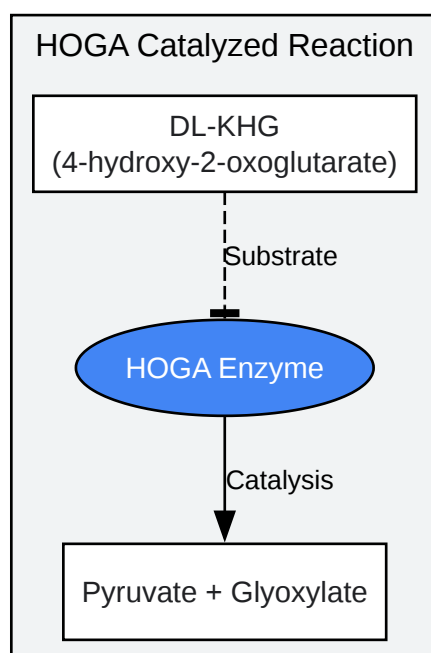 HOGA Catalyzed Reaction
DL-KHG
(4-hydroxy-2-oxoglutarate)
Substrate
HOGA Enzyme
Catalysis
Pyruvate + Glyoxylate